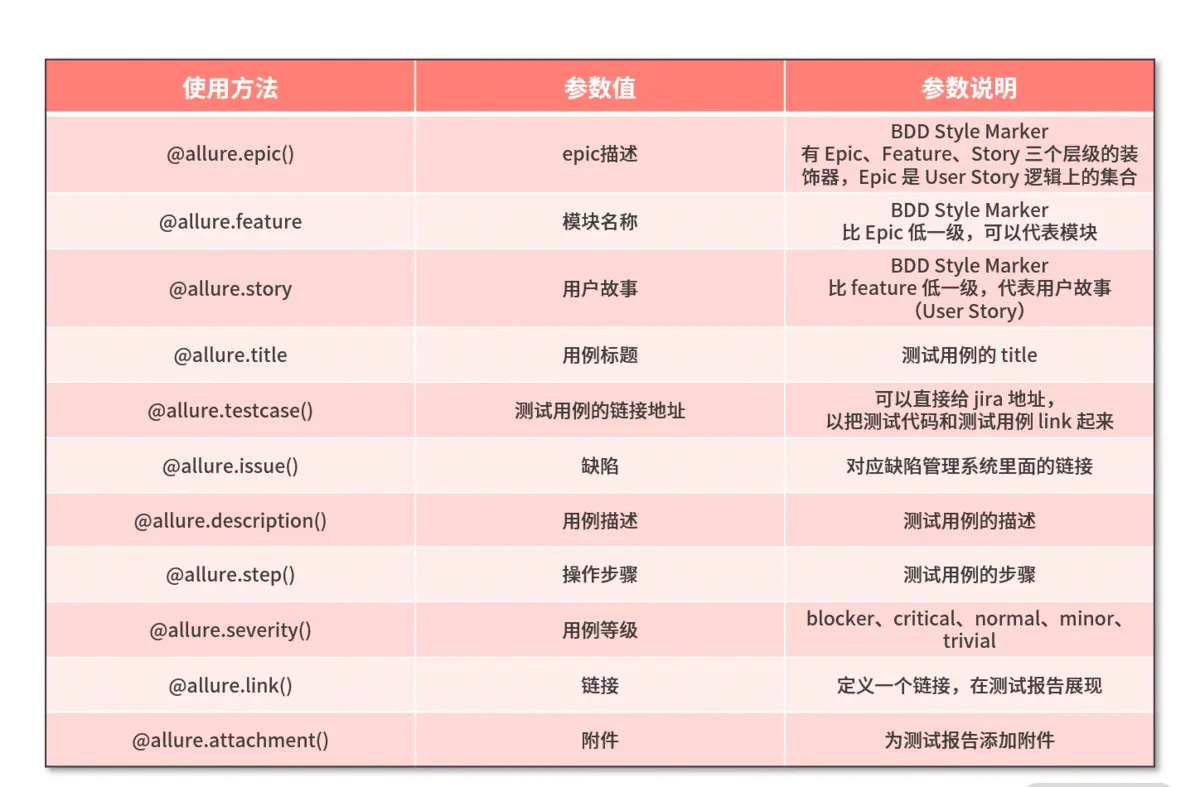 使用方法 参数值 参数说明
@allure.epic() epic描述 BDD Style Marker
有 Epic、Feature、Story 三个层级的装
饰器，Epic 是 User Story 逻辑上的集合
@allure.feature 模块名称 BDD Style Marker
比 Epic 低一级，可以代表模块
@allure.story 用户故事 BDD Style Marker
比 feature 低一级，代表用户故事
（User Story）
@allure.title 用例标题 测试用例的 title
@allure.testcase() 测试用例的链接地址 可以直接给 jira 地址，
以把测试代码和测试用例 link 起来
@allure.issue() 缺陷 对应缺陷管理系统里面的链接
@allure.description() 用例描述 测试用例的描述
@allure.step() 操作步骤 测试用例的步骤
@allure.severity() 用例等级 blocker、critical、normal、minor、
trivial
@allure.link() 链接 定义一个链接，在测试报告展现
@allure.attachment() 附件 为测试报告添加附件